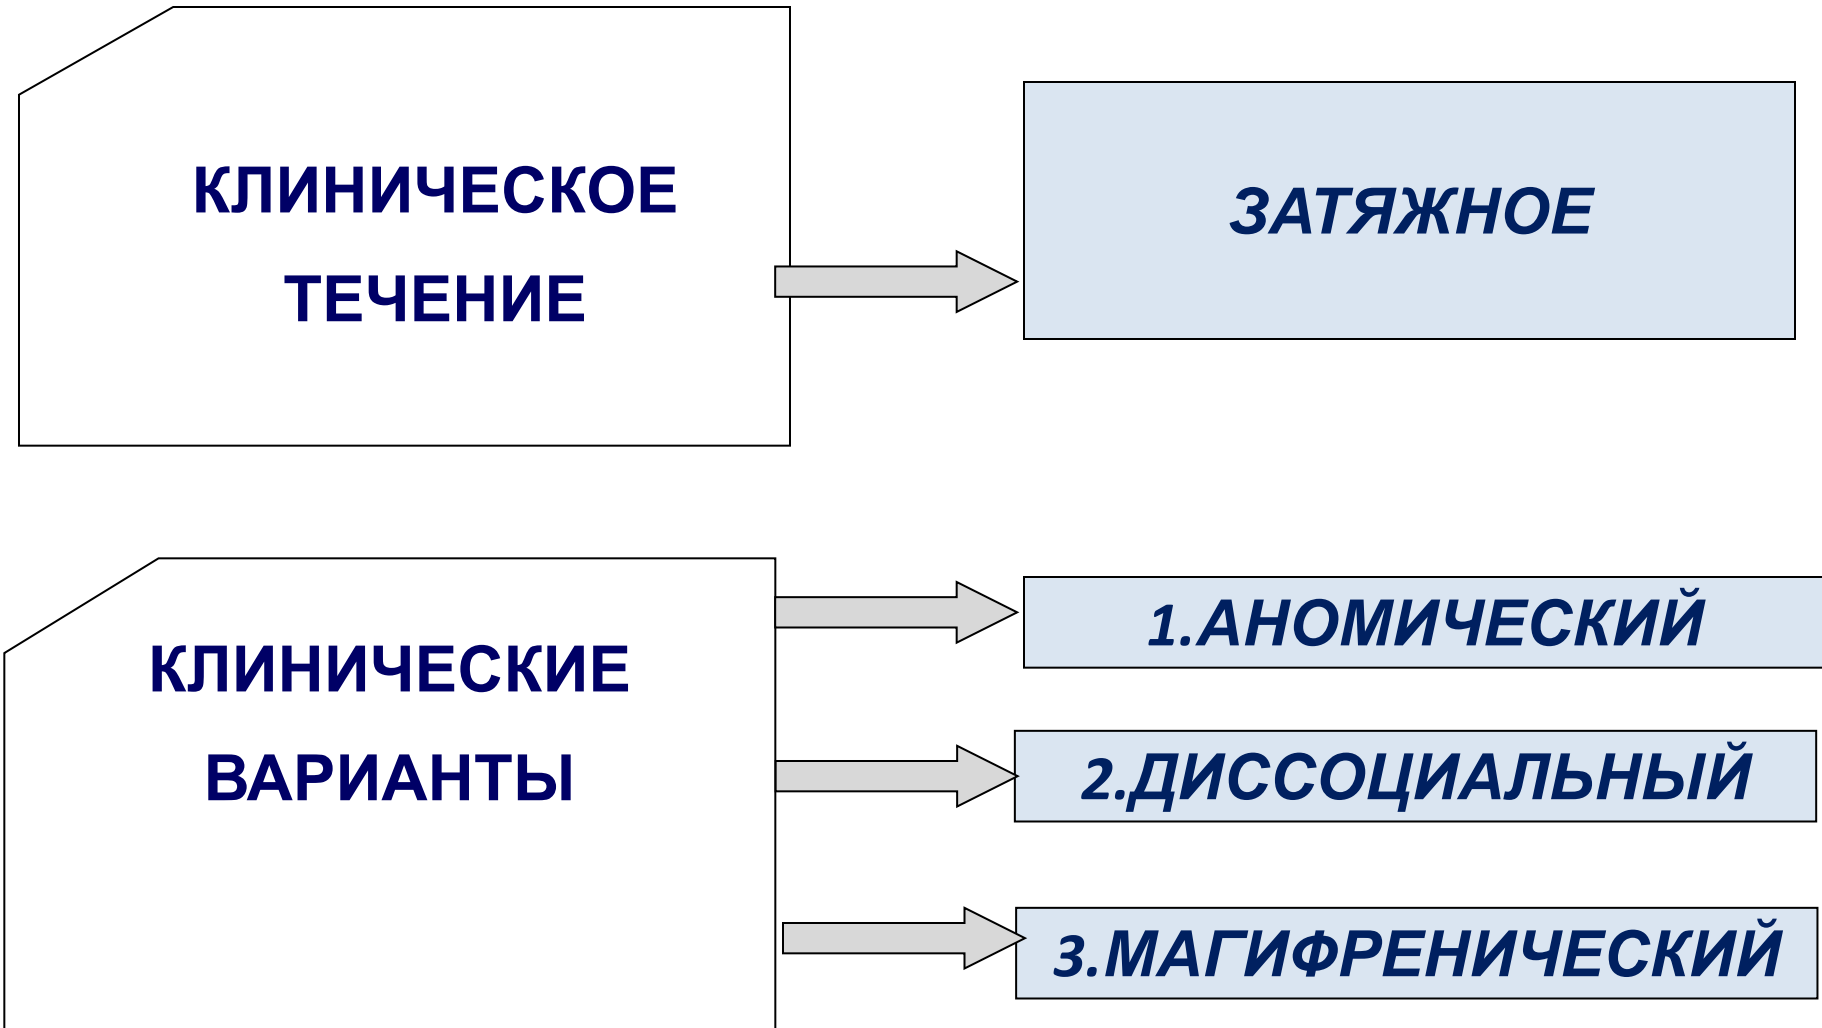 КЛИНИЧЕСКОЕ
ТЕЧЕНИЕ
ЗАТЯЖНОЕ
КЛИНИЧЕСКИЕ
ВАРИАНТЫ
1.АНОМИЧЕСКИЙ
2.ДИССОЦИАЛЬНЫЙ
3.МАГИФРЕНИЧЕСКИЙ